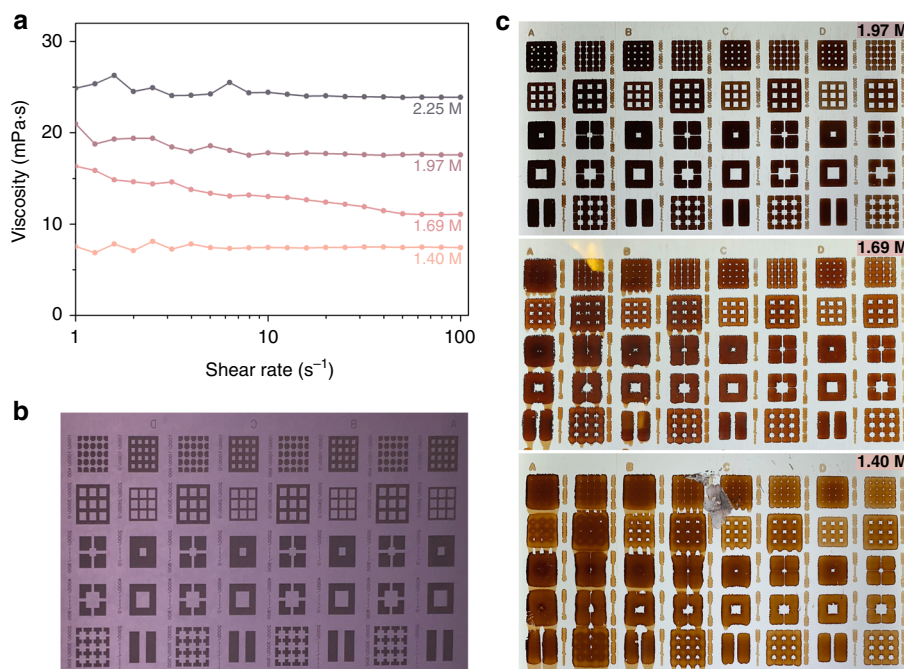 a
30
20
10
0
Viscosity (mPa·s)
2.25 M
1.97 M
1.69 M
1.40 M
1
10
100
Shear rate (s⁻¹)
b
D
C
B
A
c
1.97 M
A
B
C
D
1.69 M
A
B
C
D
1.40 M
A
B
C
D